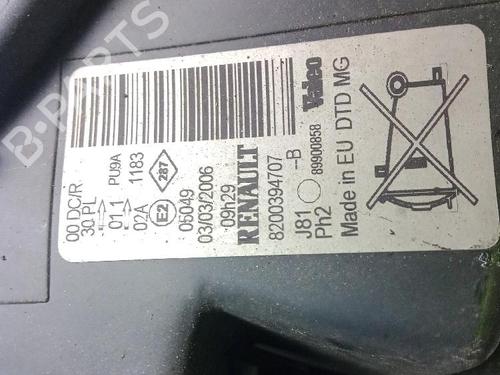 B-PARTS
00 DC/R.
30 PL PU9A
01.1 1183
02A
287
E2
05049
03/03/2006
09h29
RENAULT
8200394707
--B
J81
Ph2
89900858
Valeo
Made in EU DTD MG